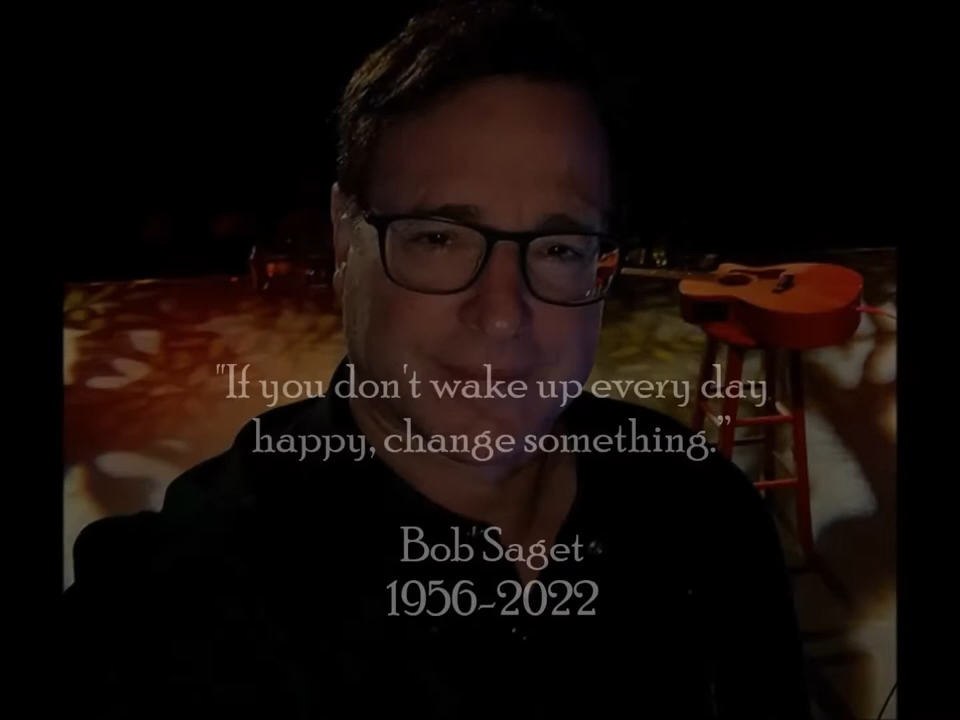 "If you don't wake up every day
happy, change something.”
Bob Saget
1956-2022